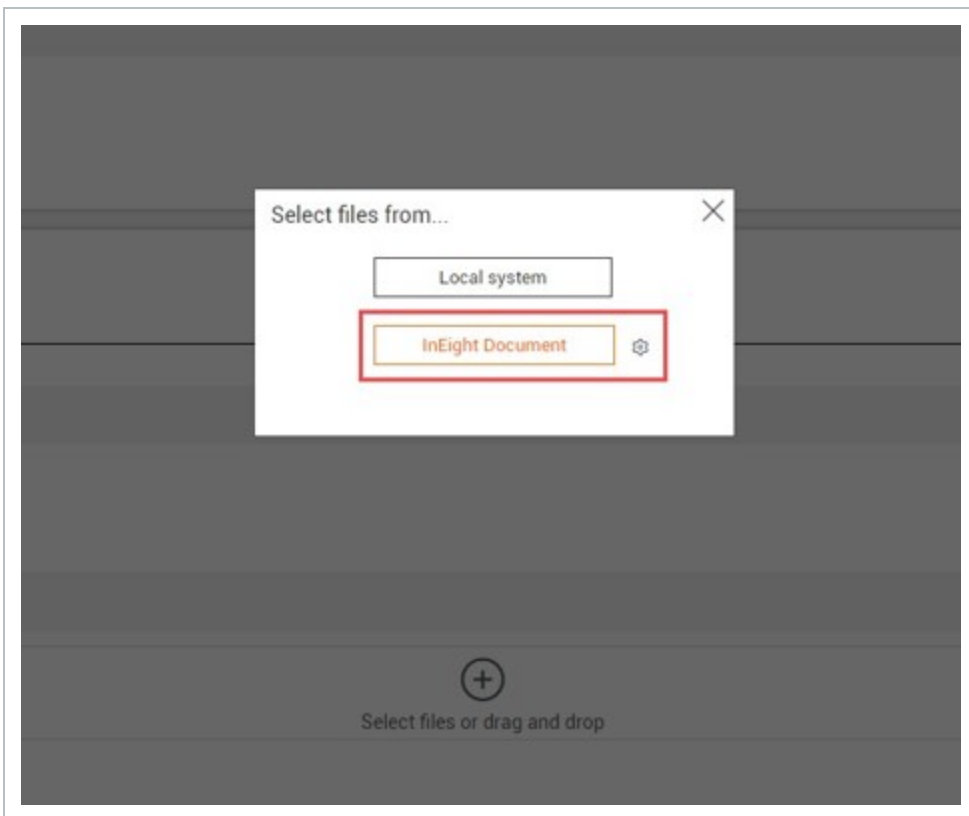 Select files from...
Local system
InEight Document
Select files or drag and drop